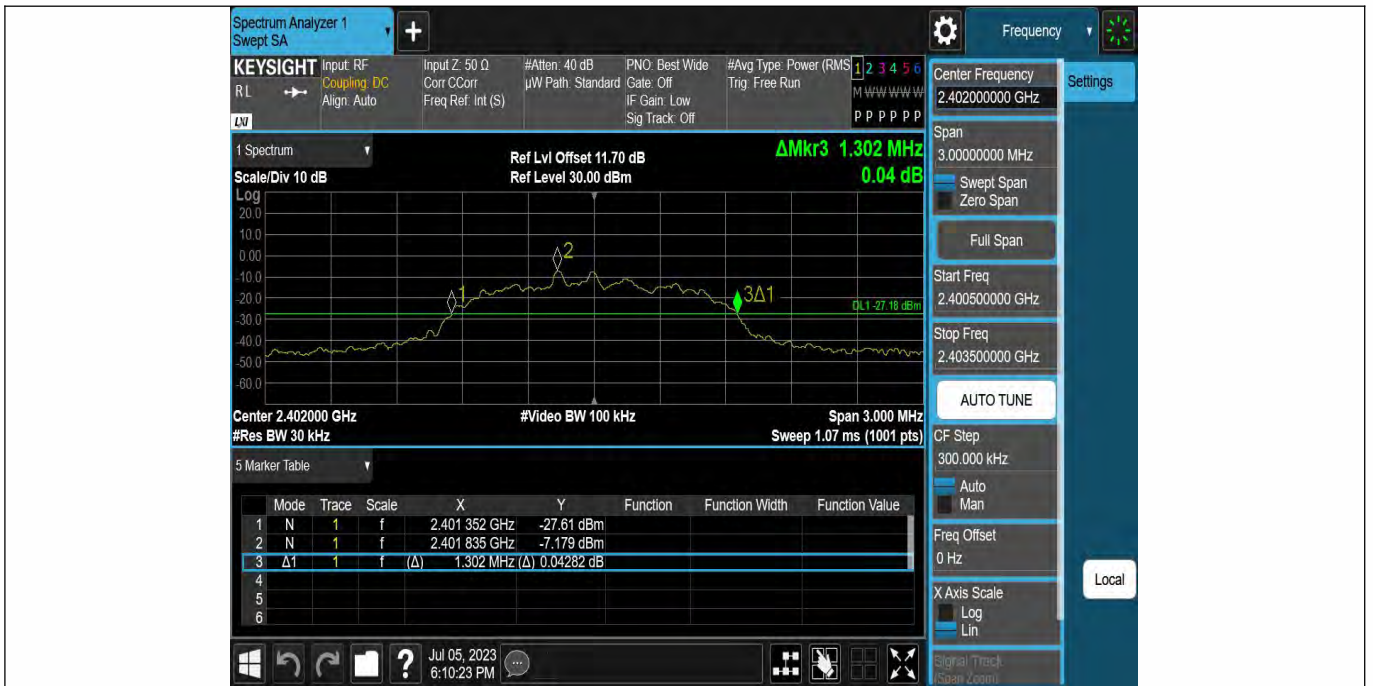 Spectrum Analyzer 1
Swept SA
Frequency
KEYSIGHT
RL
LXI
Input: RF
Coupling: DC
Align: Auto
Input Z: 50 Ω
Corr CCorr
Freq Ref: Int (S)
#Atten: 40 dB
µW Path: Standard
PNO: Best Wide
Gate: Off
IF Gain: Low
Sig Track: Off
#Avg Type: Power (RMS
Trig: Free Run
1 2 3 4 5 6
M W W W W W
P P P P P P
1 Spectrum
Scale/Div 10 dB
Ref Lvl Offset 11.70 dB
Ref Level 30.00 dBm
ΔMkr3 1.302 MHz
0.04 dB
Log
20.0
10.0
0.00
-10.0
-20.0
-30.0
-40.0
-50.0
-60.0
1
2
3Δ1
DL1 -27.18 dBm
Center 2.402000 GHz
#Video BW 100 kHz
Span 3.000 MHz
#Res BW 30 kHz
Sweep 1.07 ms (1001 pts)
5 Marker Table
Mode Trace Scale X Y Function Function Width Function Value
1 N 1 f 2.401 352 GHz -27.61 dBm
2 N 1 f 2.401 835 GHz -7.179 dBm
3 Δ1 1 f (Δ) 1.302 MHz (Δ) 0.04282 dB
4
5
6
Jul 05, 2023
6:10:23 PM
Center Frequency
2.402000000 GHz
Settings
Span
3.00000000 MHz
Swept Span
Zero Span
Full Span
Start Freq
2.400500000 GHz
Stop Freq
2.403500000 GHz
AUTO TUNE
CF Step
300.000 kHz
Auto
Man
Freq Offset
0 Hz
X Axis Scale
Log
Lin
Signal Track
(Span Zoom)
Local